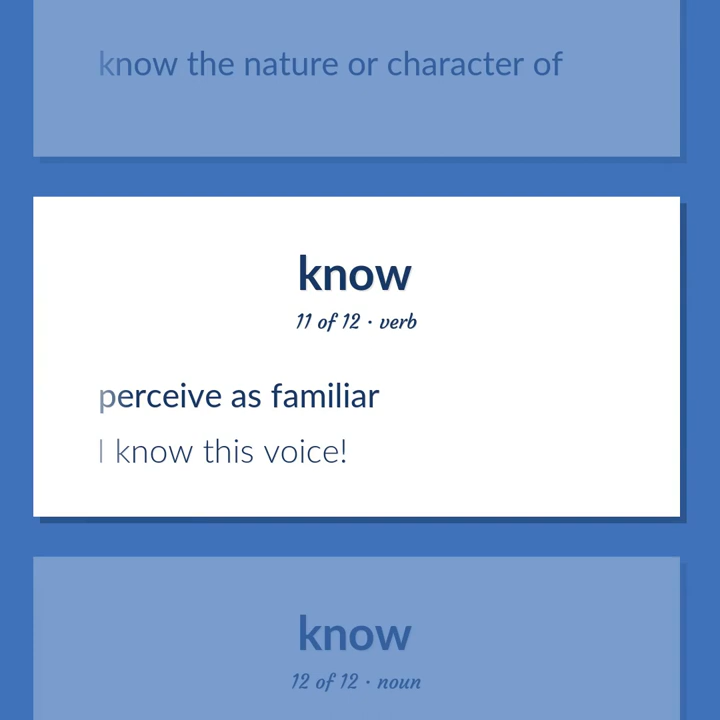 know the nature or character of
know
11 of 12 · verb
perceive as familiar
I know this voice!
know
12 of 12 · noun